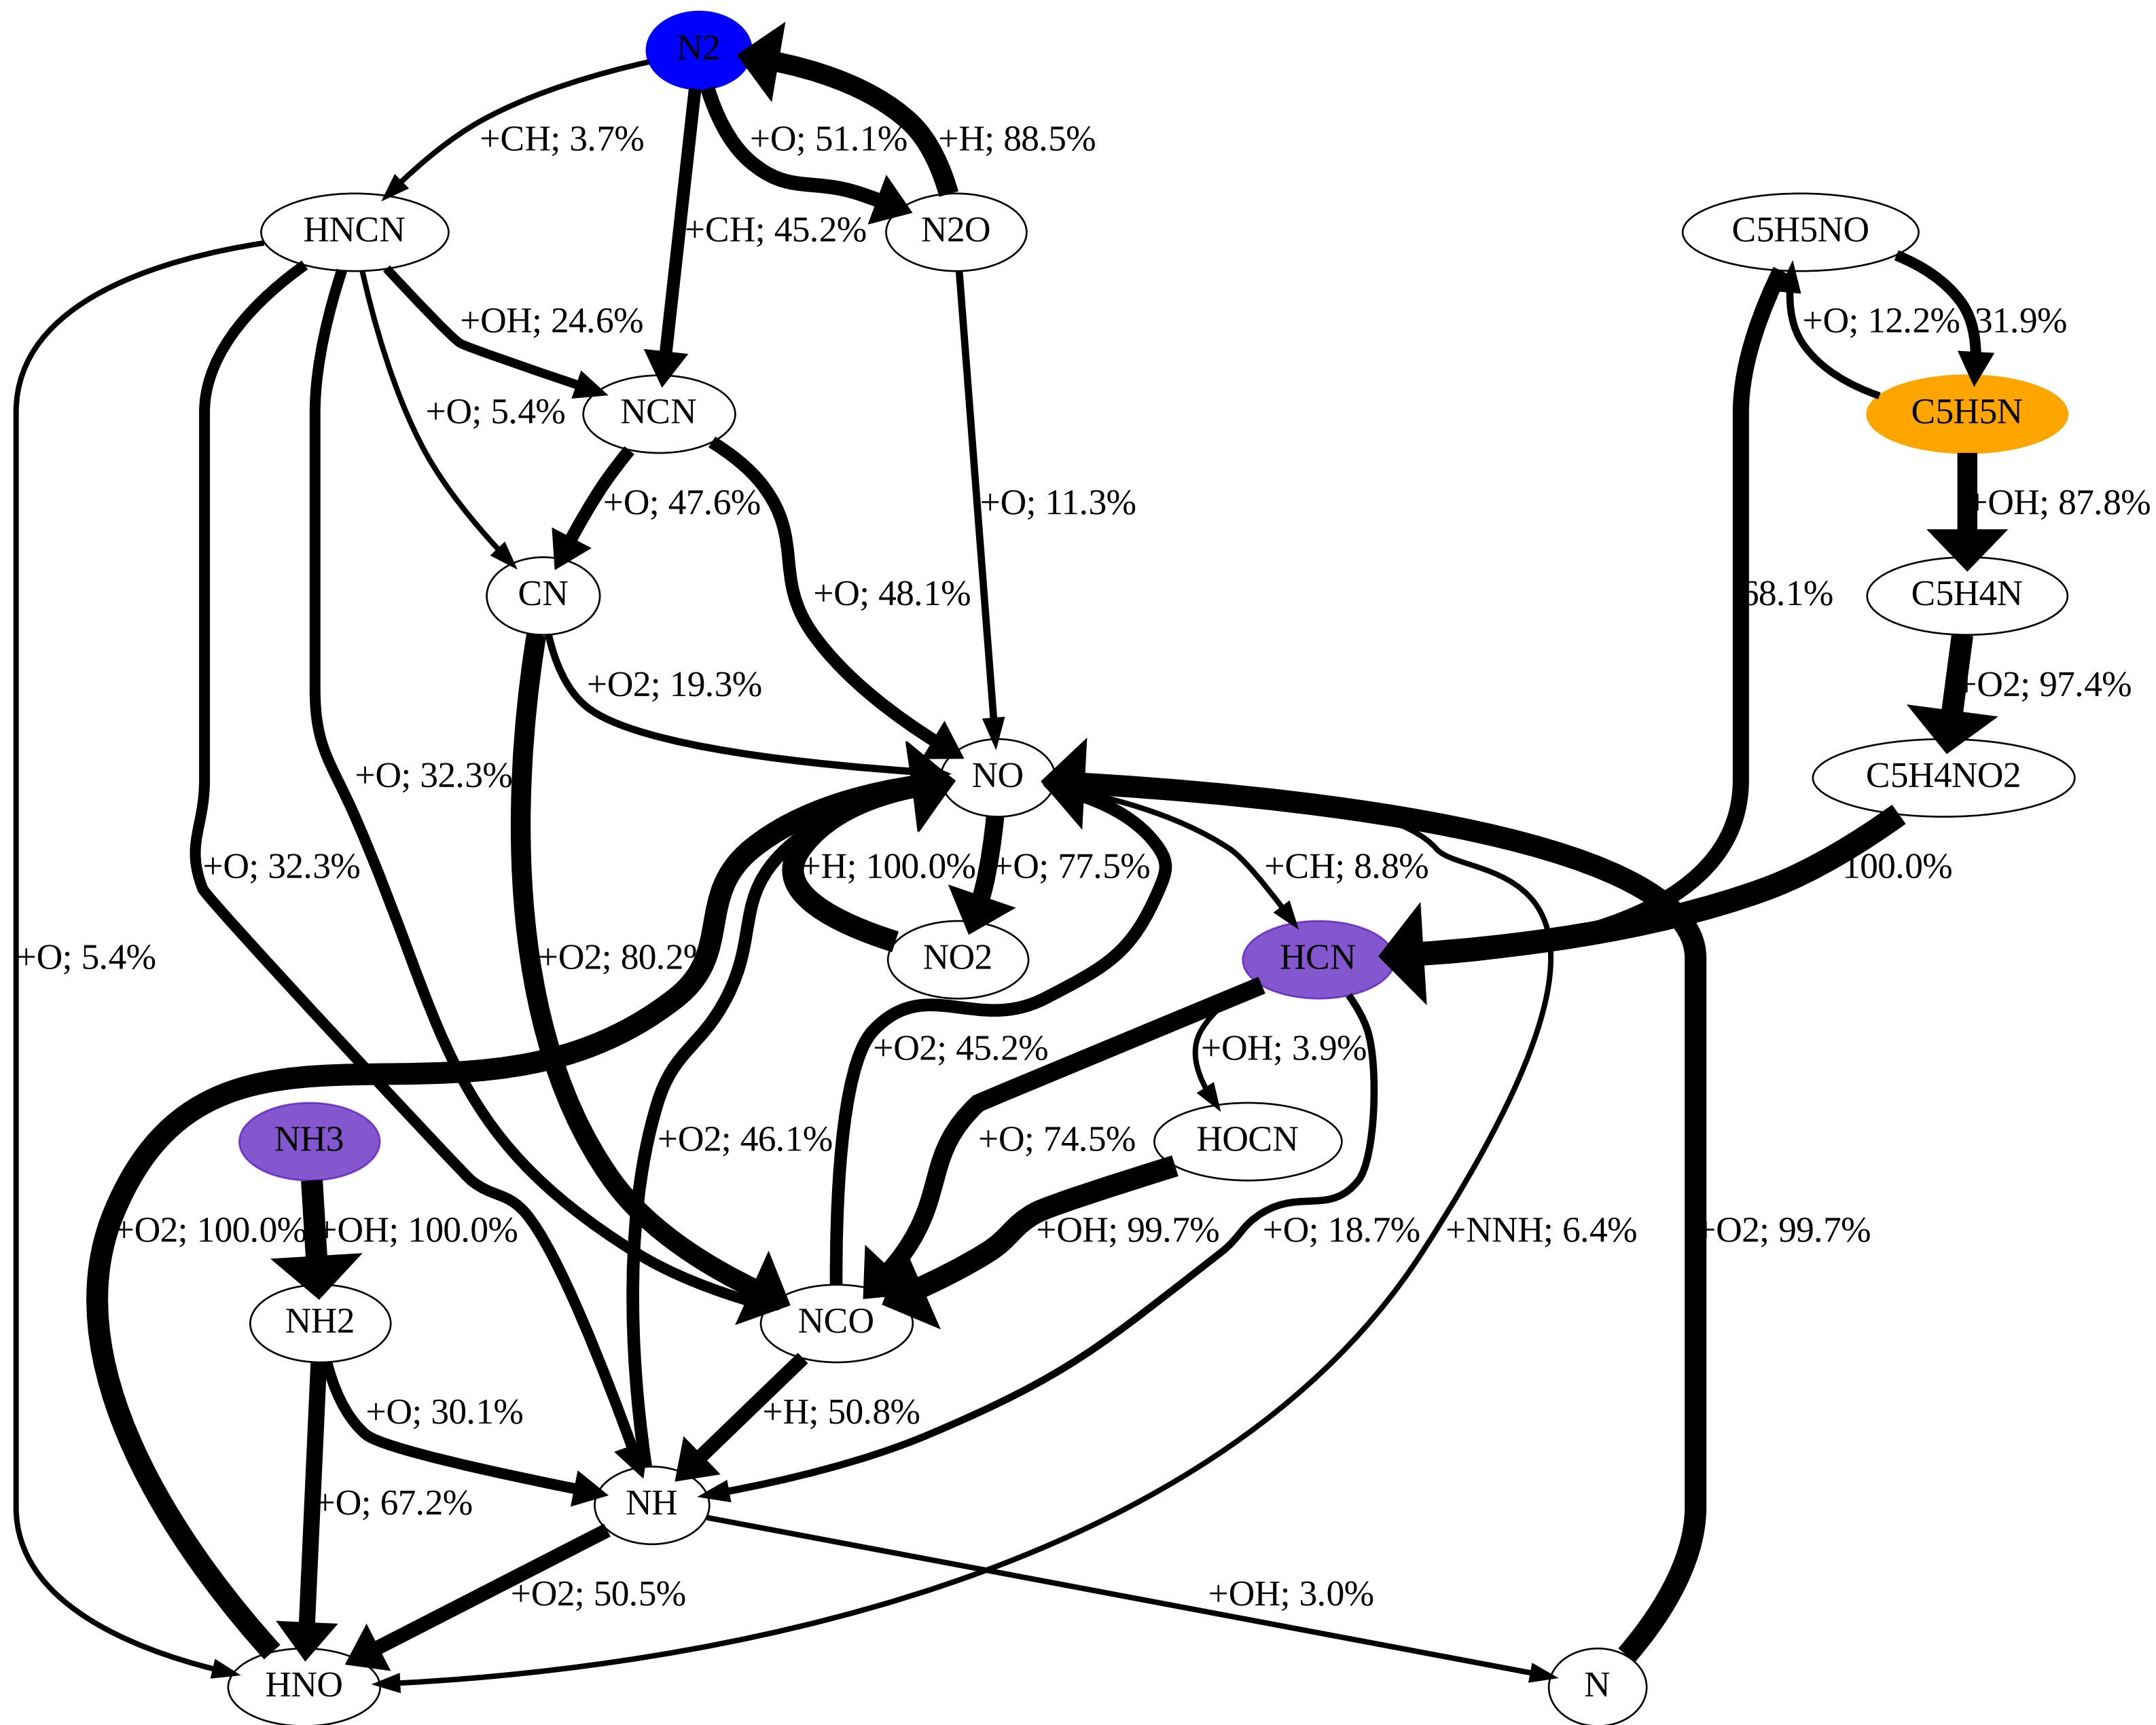 N2
+CH; 3.7%
+O; 51.1%
+H; 88.5%
HNCN
+CH; 45.2%
N2O
C5H5NO
+OH; 24.6%
+O; 12.2%
31.9%
+O; 5.4%
NCN
C5H5N
+O; 47.6%
+O; 11.3%
+OH; 87.8%
CN
+O; 48.1%
68.1%
C5H4N
+O2; 19.3%
+O2; 97.4%
+O; 32.3%
NO
C5H4NO2
+O; 32.3%
+H; 100.0%
+O; 77.5%
+CH; 8.8%
100.0%
+O; 5.4%
+O2; 80.2%
NO2
HCN
+O2; 45.2%
+OH; 3.9%
NH3
+O2; 46.1%
+O; 74.5%
HOCN
+O2; 100.0%
+OH; 100.0%
+OH; 99.7%
+O; 18.7%
+NNH; 6.4%
+O2; 99.7%
NH2
NCO
+O; 30.1%
+H; 50.8%
+O; 67.2%
NH
+O2; 50.5%
+OH; 3.0%
HNO
N